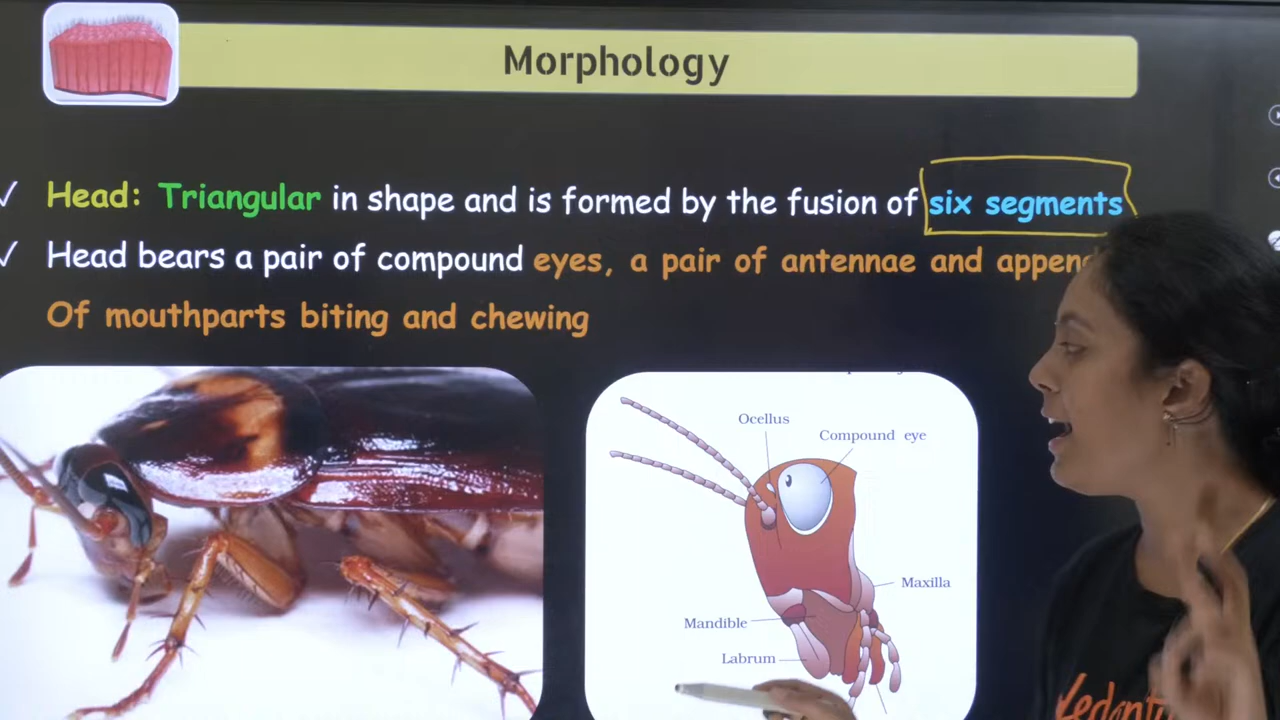 Morphology
✓ Head: Triangular in shape and is formed by the fusion of six segments
✓ Head bears a pair of compound eyes, a pair of antennae and
Of mouthparts biting and chewing
Ocellus
Compound eye
Maxilla
Mandible
Labrum